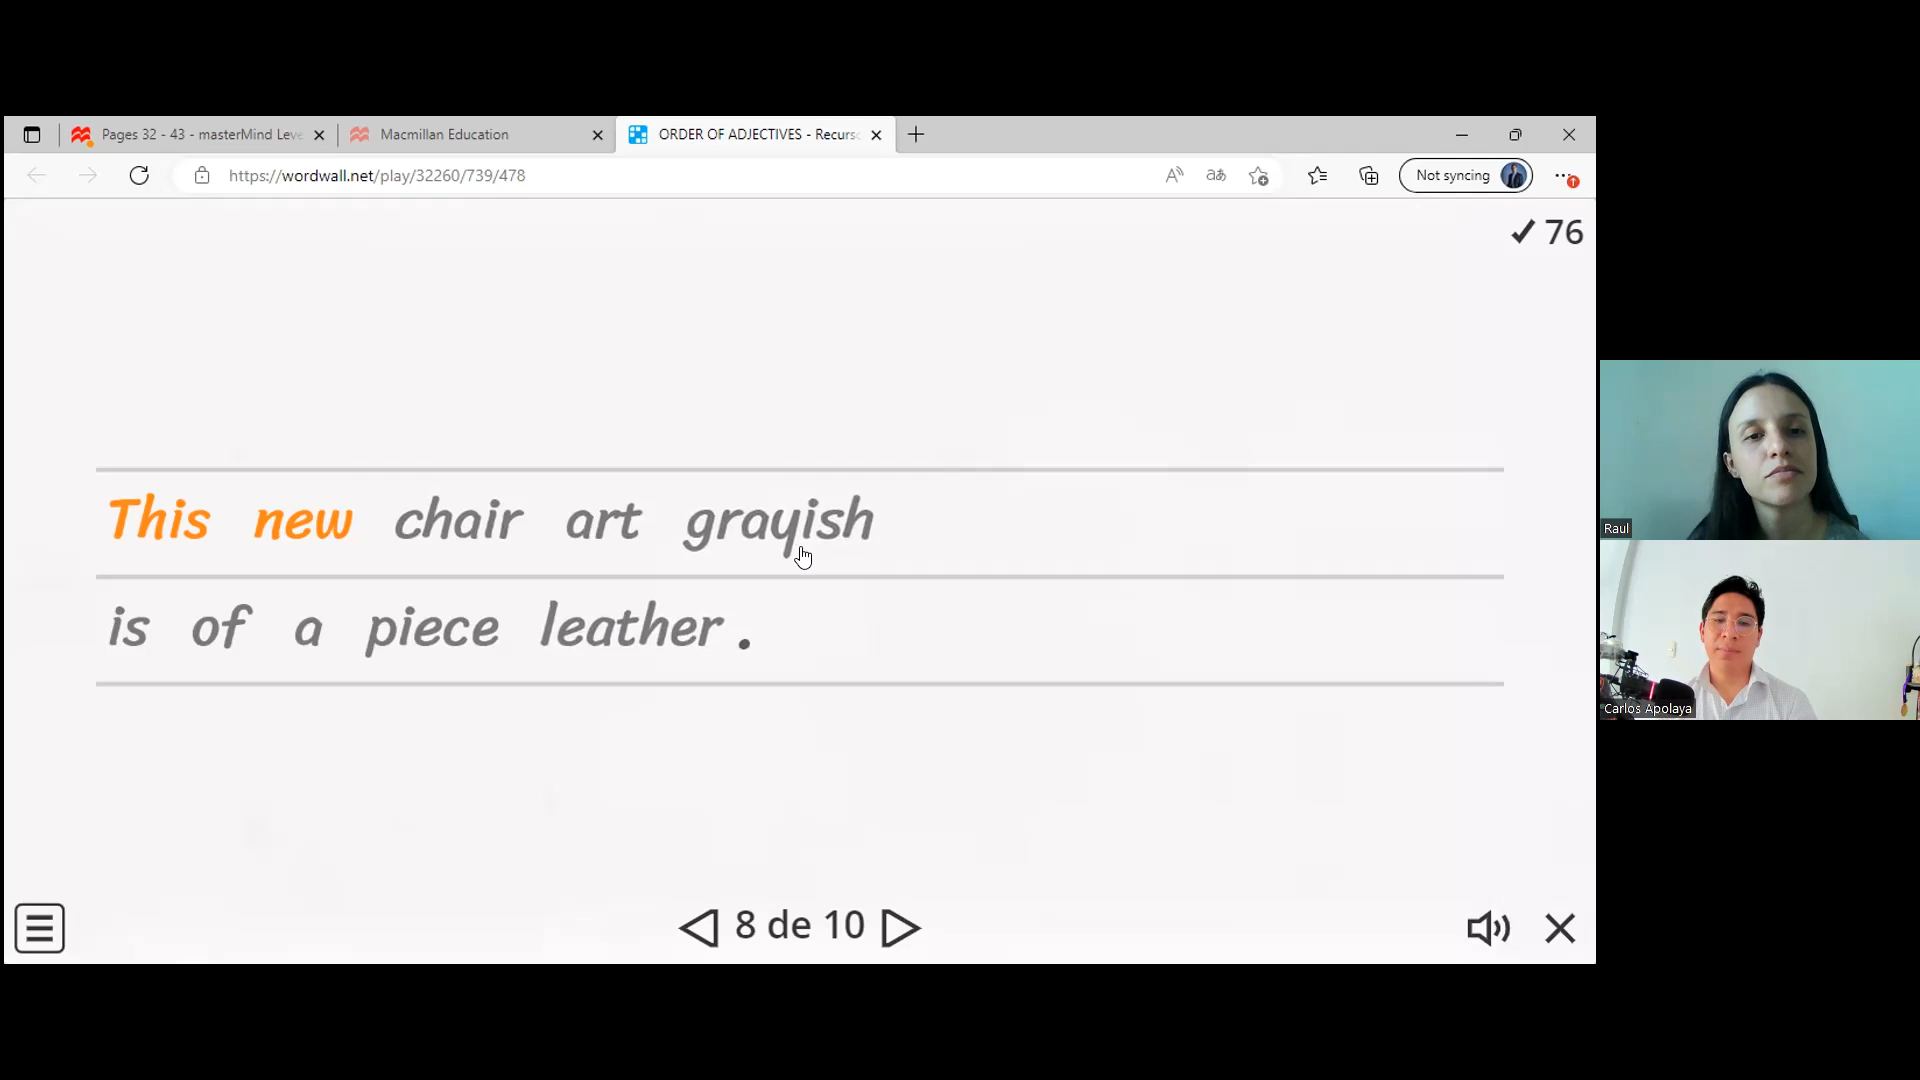 Pages 32 - 43 - masterMind Leve
Macmillan Education
ORDER OF ADJECTIVES - Recurso
https://wordwall.net/play/32260/739/478
Not syncing
76
This new chair art grayish
is of a piece leather .
8 de 10
Raul
Carlos Apolaya